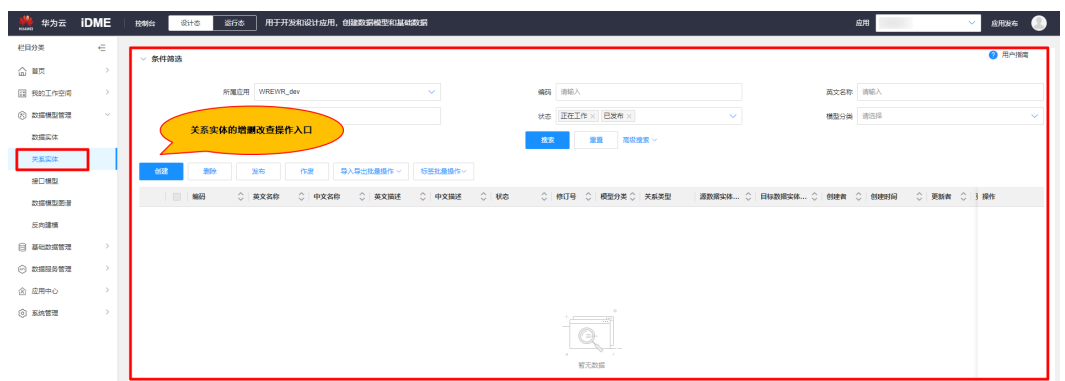 HUAWEI 华为云 iDME 控制台 设计态 运行态 用于开发和设计应用，创建数据模型和基础数据 应用 应用发布
栏目分类
首页
我的工作空间
数据模型管理
数据实体
关系实体
接口模型
数据模型图谱
反向建模
基础数据管理
数据服务管理
应用中心
系统管理
条件筛选 用户指南
所属应用 WREWR_dev 编码 请输入 英文名称 请输入
状态 正在工作 × 已发布 × 模型分类 请选择
关系实体的增删改查操作入口
搜索 重置 高级搜索
创建 删除 发布 作废 导入导出批量操作 标签批量操作
编码 英文名称 中文名称 英文描述 中文描述 状态 修订号 模型分类 关系类型 源数据实体... 目标数据实体... 创建者 创建时间 更新者 操作
暂无数据